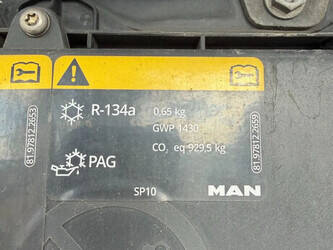 81.97812.2653
R-134a 0,65 kg
GWP 1430
CO₂ eq 929,5 kg
PAG
SP10
MAN
81.97812.2659